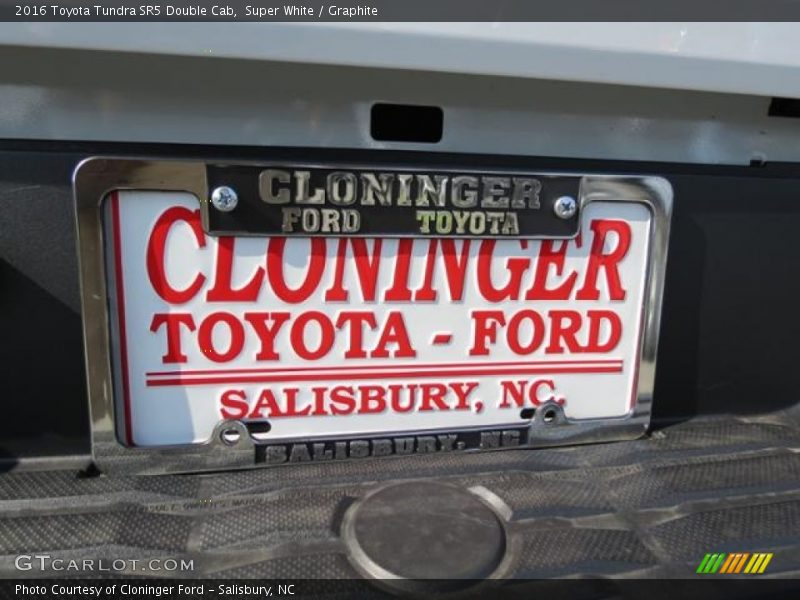 2016 Toyota Tundra SR5 Double Cab, Super White / Graphite
CLONINGER
FORD TOYOTA
CLONINGER
TOYOTA - FORD
SALISBURY, NC.
SALISBURY, NC
GTCARLOT.COM
Photo Courtesy of Cloninger Ford – Salisbury, NC